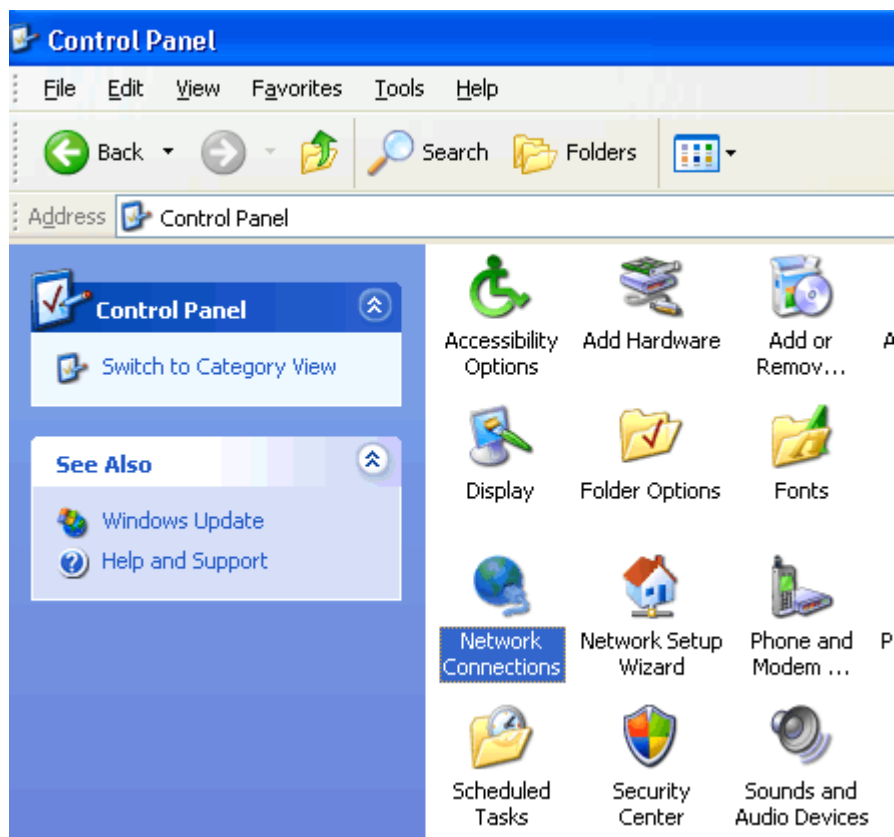 Control Panel
File Edit View Favorites Tools Help
Back Search Folders
Address Control Panel
Control Panel
Switch to Category View
See Also
Windows Update
Help and Support
Accessibility Options
Add Hardware
Add or Remov...
A
Display
Folder Options
Fonts
Network Connections
Network Setup Wizard
Phone and Modem ...
P
Scheduled Tasks
Security Center
Sounds and Audio Devices